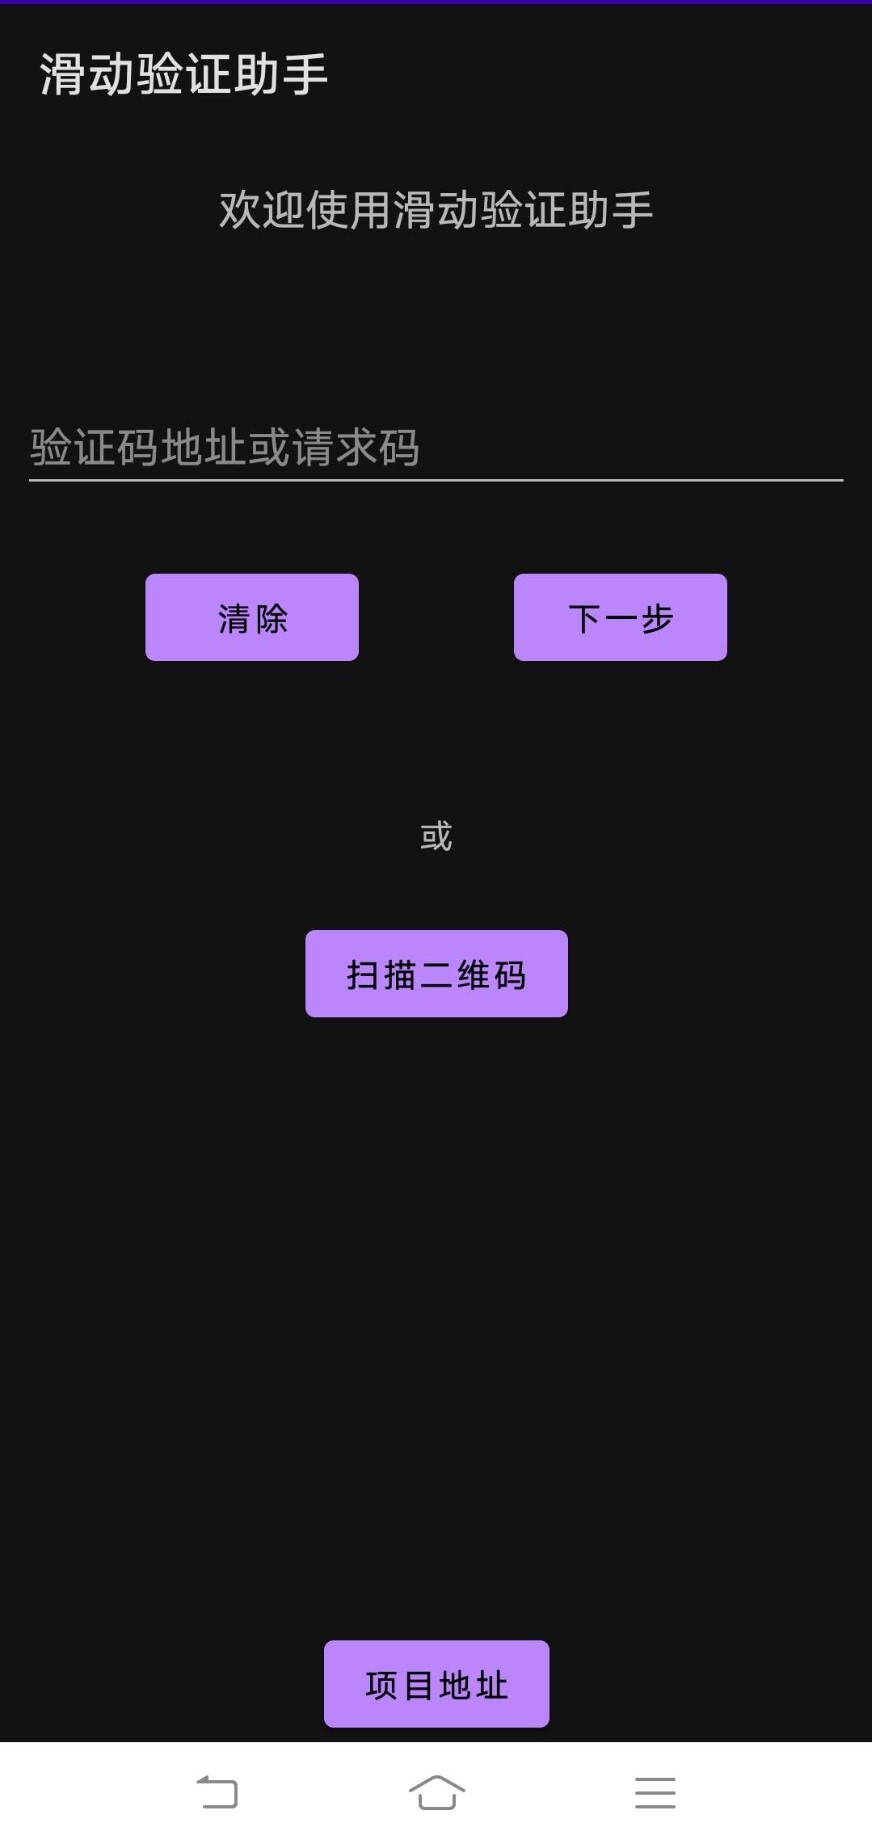 滑动验证助手
欢迎使用滑动验证助手
验证码地址或请求码
清除
下一步
或
扫描二维码
项目地址